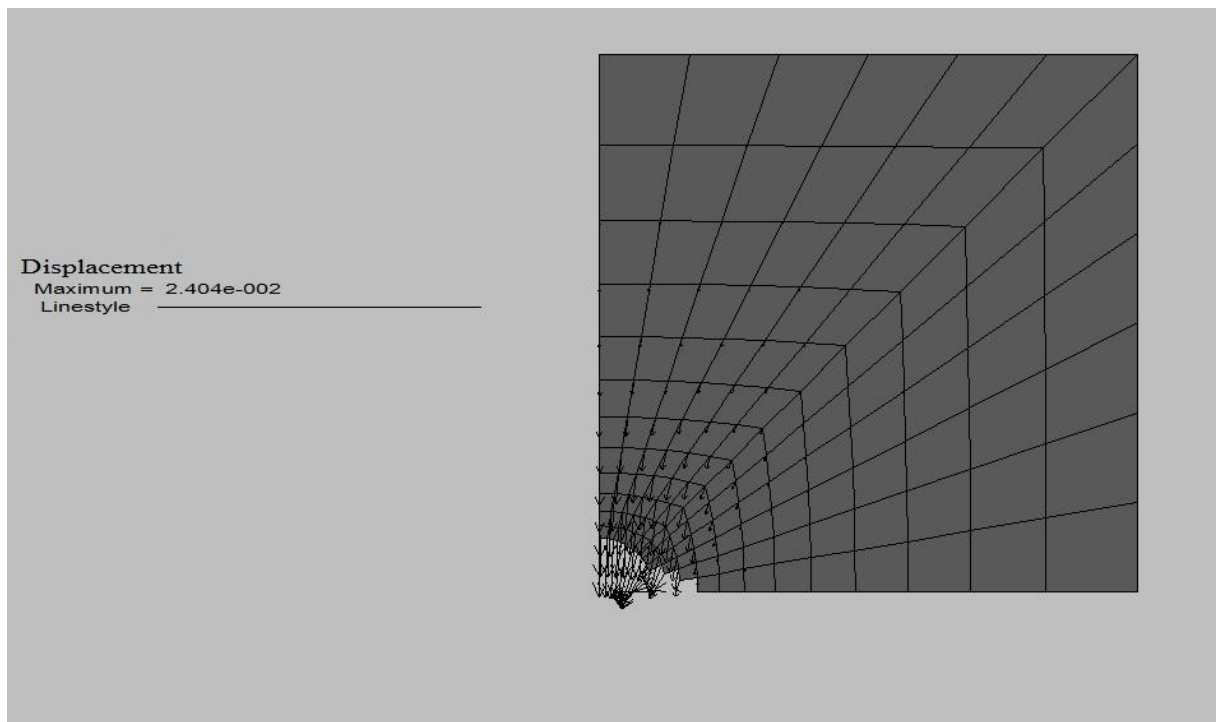 Displacement
Maximum = 2.404e-002
Linestyle